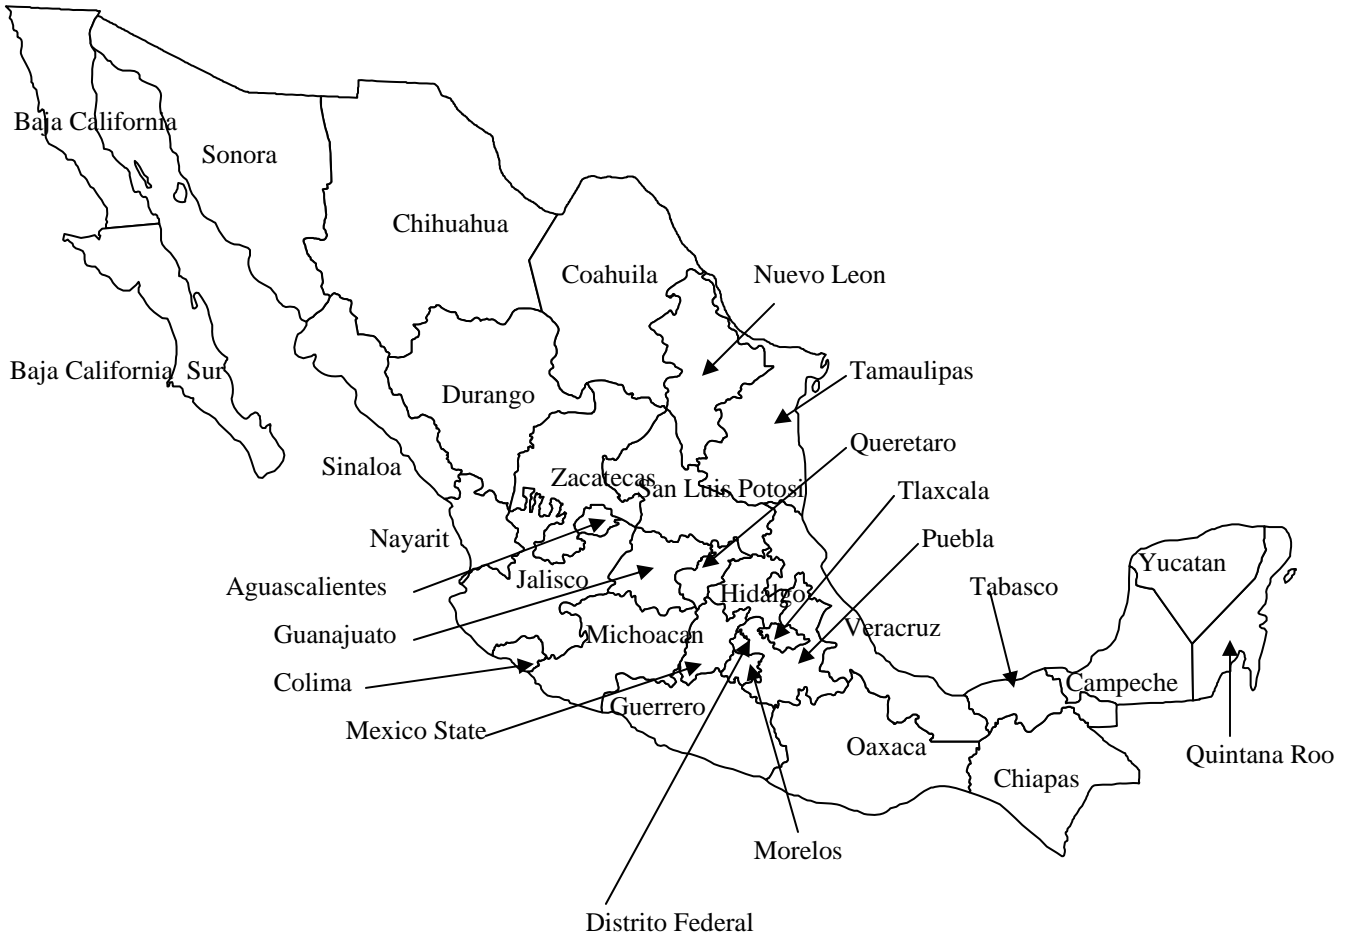 Baja California
Sonora
Chihuahua
Coahuila
Nuevo Leon
Baja California Sur
Tamaulipas
Durango
Queretaro
Sinaloa
Zacatecas
San Luis Potosi
Tlaxcala
Nayarit
Puebla
Yucatan
Jalisco
Aguascalientes
Hidalgo
Tabasco
Guanajuato
Michoacan
Veracruz
Colima
Campeche
Guerrero
Mexico State
Oaxaca
Quintana Roo
Chiapas
Morelos
Distrito Federal